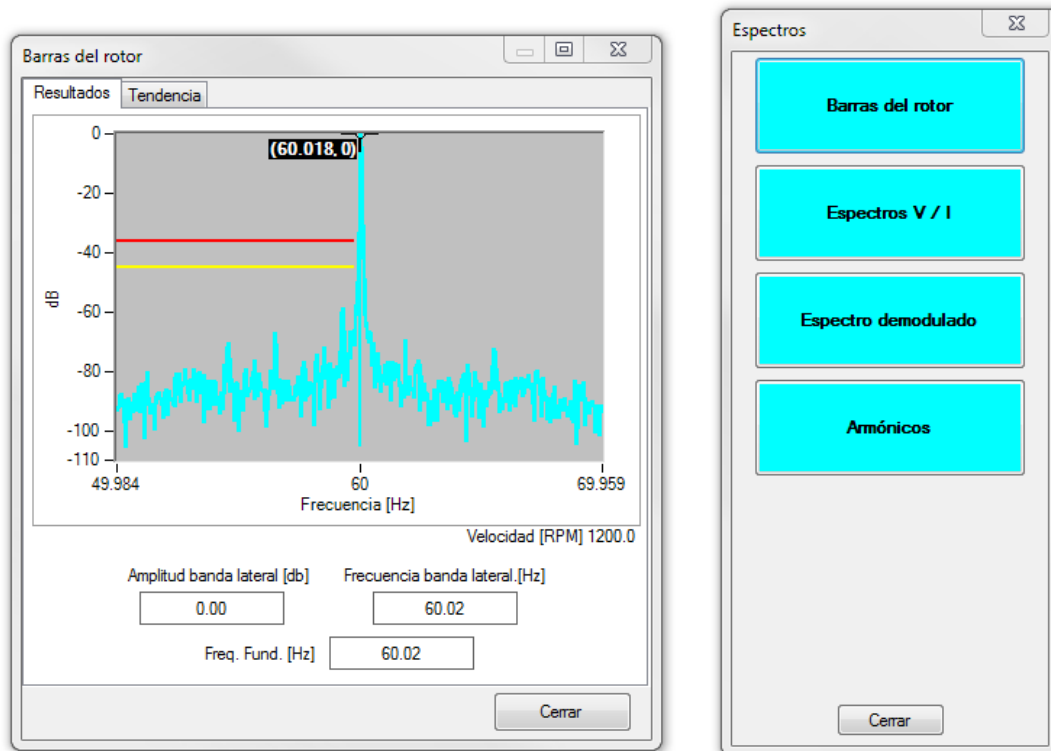 Barras del rotor
Resultados
Tendencia
(60.018, 0)
0
-20
-40
-60
-80
-100
-110
dB
49.984
60
69.959
Frecuencia [Hz]
Velocidad [RPM] 1200.0
Amplitud banda lateral [db]
Frecuencia banda lateral.[Hz]
0.00
60.02
Freq. Fund. [Hz]
60.02
Cerrar
Espectros
Barras del rotor
Espectros V / I
Espectro demodulado
Armónicos
Cerrar